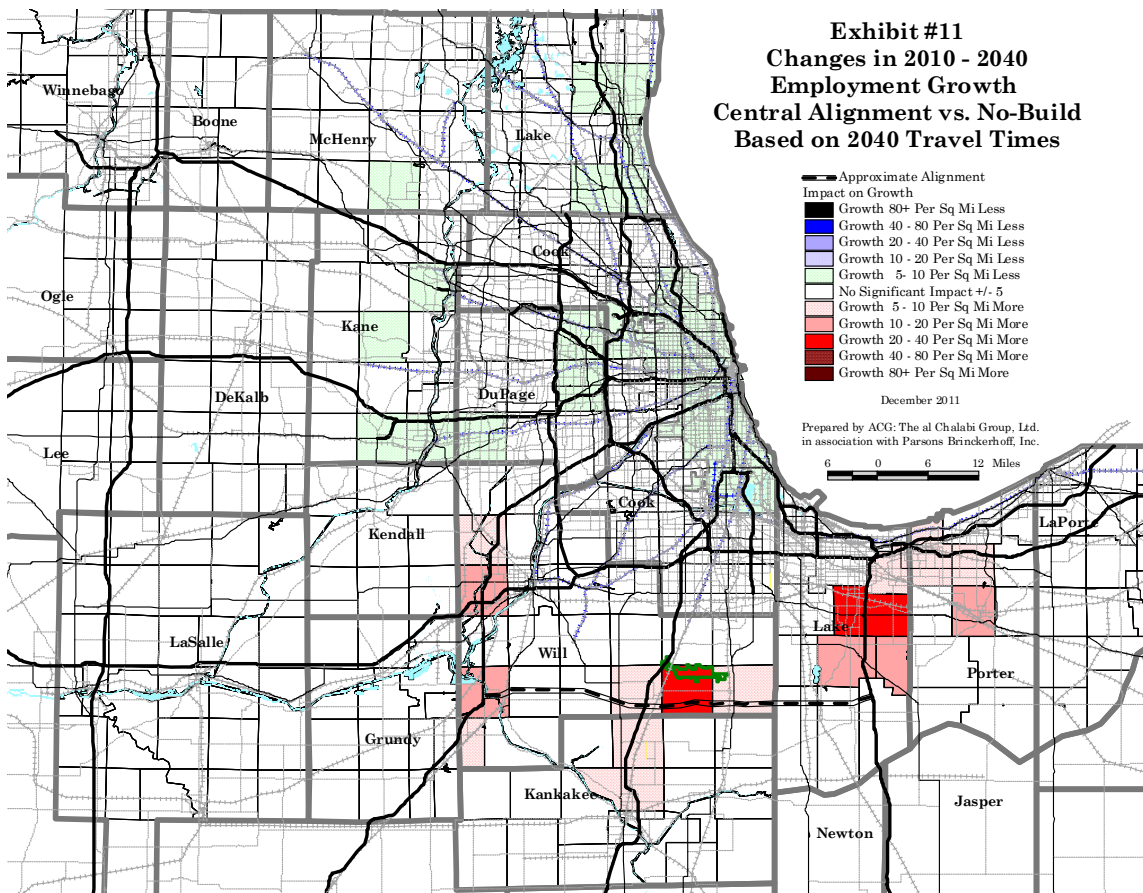 Exhibit #11
Changes in 2010 - 2040
Employment Growth
Central Alignment vs. No-Build
Based on 2040 Travel Times
Approximate Alignment
Impact on Growth
Growth 80+ Per Sq Mi Less
Growth 40 - 80 Per Sq Mi Less
Growth 20 - 40 Per Sq Mi Less
Growth 10 - 20 Per Sq Mi Less
Growth 5- 10 Per Sq Mi Less
No Significant Impact +/- 5
Growth 5 - 10 Per Sq Mi More
Growth 10 - 20 Per Sq Mi More
Growth 20 - 40 Per Sq Mi More
Growth 40 - 80 Per Sq Mi More
Growth 80+ Per Sq Mi More
December 2011
Prepared by ACG: The al Chalabi Group, Ltd.
in association with Parsons Brinckerhoff, Inc.
6 0 6 12 Miles
Winnebago
Boone
McHenry
Lake
Cook
Ogle
Kane
DeKalb
DuPage
Lee
Cook
Kendall
LaPorte
LaSalle
Will
Lake
Porter
Grundy
Kankakee
Jasper
Newton